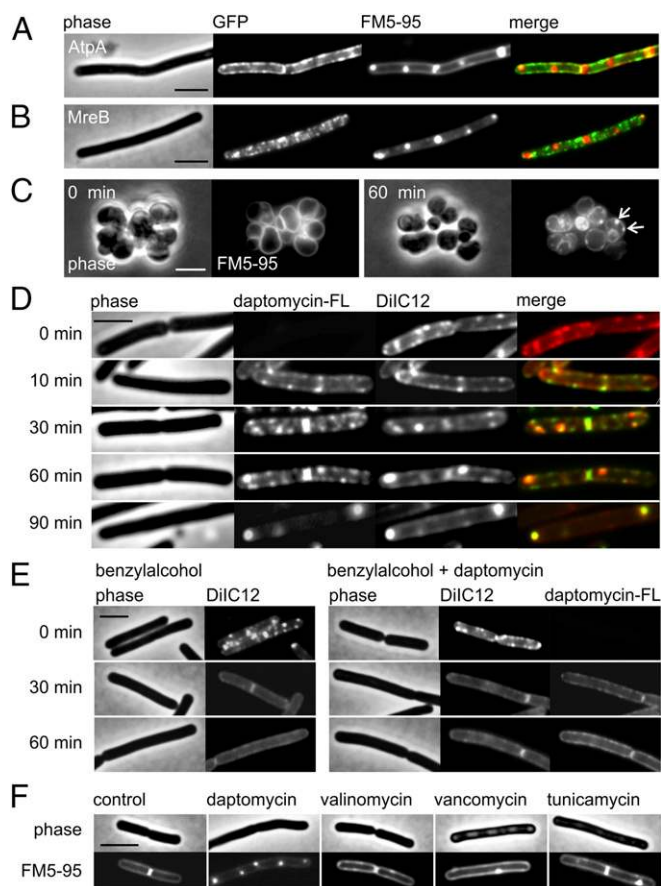 A
phase GFP FM5-95 merge
AtpA
B
MreB
C
0 min 60 min
phase FM5-95
D
phase daptomycin-FL DiIC12 merge
0 min
10 min
30 min
60 min
90 min
E
benzylalcohol benzylalcohol + daptomycin
phase DiIC12 phase DiIC12 daptomycin-FL
0 min
30 min
60 min
F
control daptomycin valinomycin vancomycin tunicamycin
phase
FM5-95